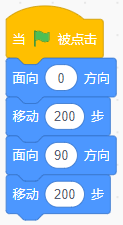 当 被点击
面向 0 方向
移动 200 步
面向 90 方向
移动 200 步